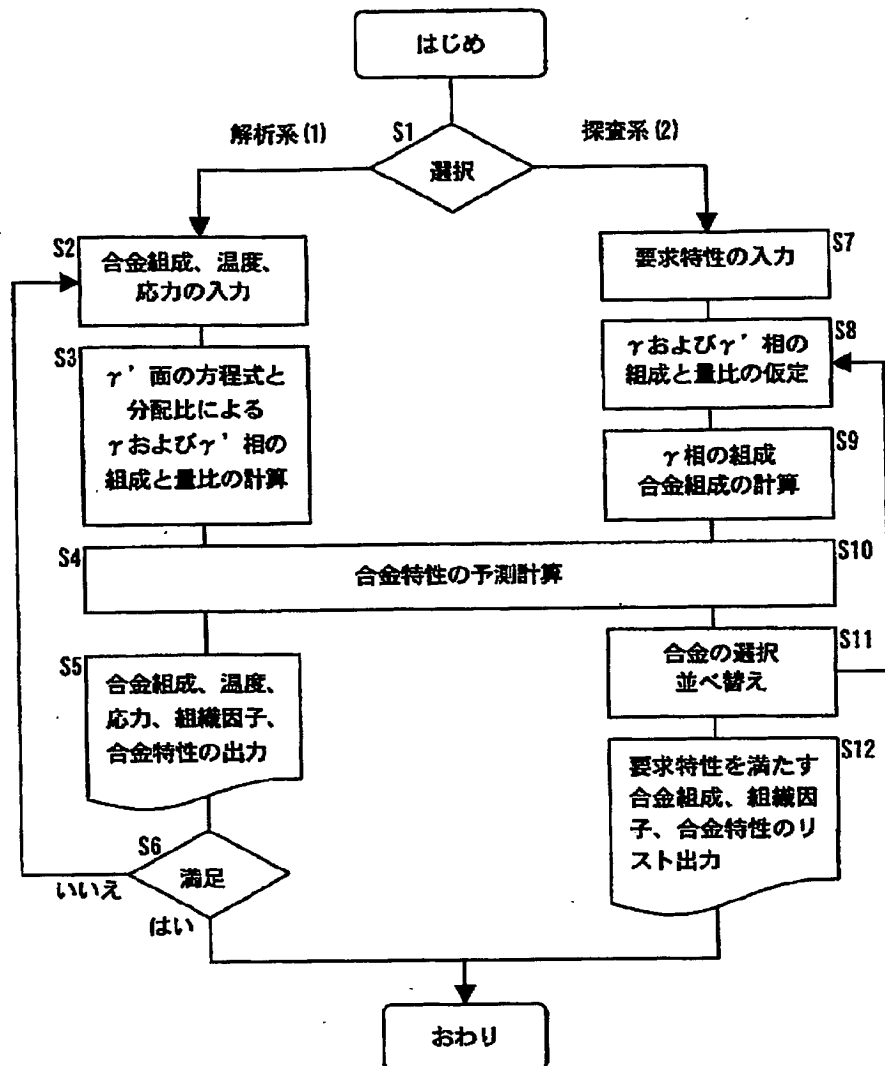 はじめ
解析系(1)
S1
探査系(2)
選択
S2
合金組成、温度、
応力の入力
S7
要求特性の入力
S3
γ'面の方程式と
分配比による
γおよびγ'相の
組成と量比の計算
S8
γおよびγ'相の
組成と量比の仮定
S9
γ相の組成
合金組成の計算
S4
合金特性の予測計算
S10
S5
合金組成、温度、
応力、組織因子、
合金特性の出力
S11
合金の選択
並べ替え
S12
要求特性を満たす
合金組成、組織因
子、合金特性のリ
スト出力
S6
満足
いいえ
はい
おわり